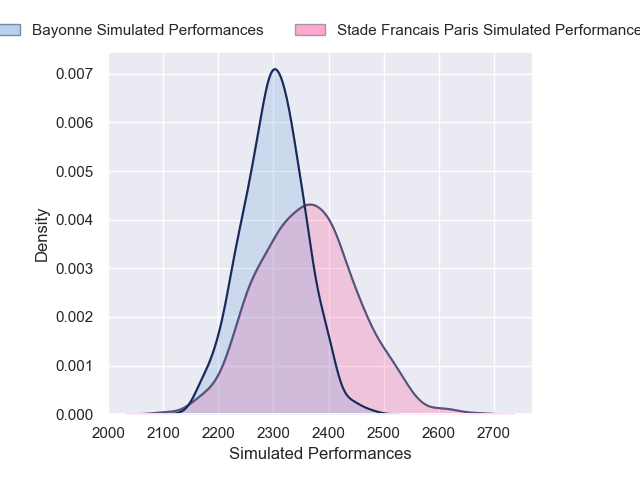 Bayonne Simulated Performances Stade Francais Paris Simulated Performance
0.007
0.006
0.005
0.004
0.003
0.002
0.001
0.000
Density
2000 2100 2200 2300 2400 2500 2600 2700
Simulated Performances